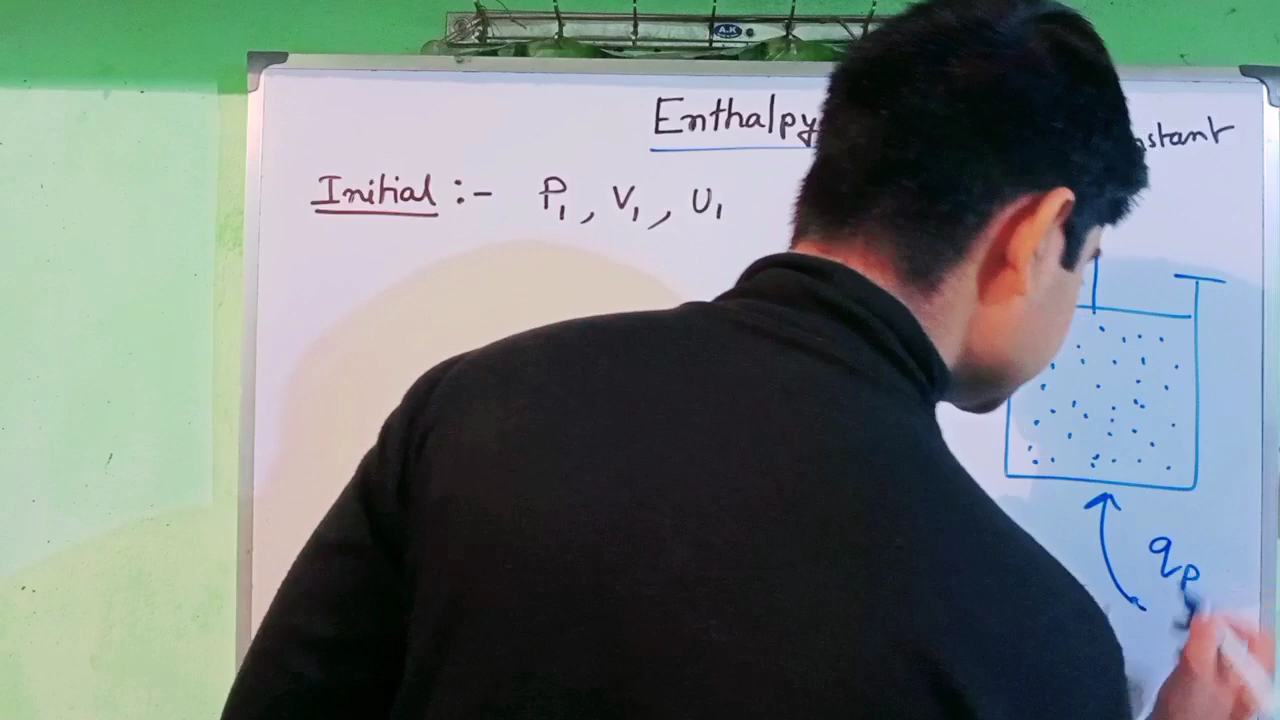 A.K
Enthalpy
Initial :- P₁, V₁, U₁
qₚ